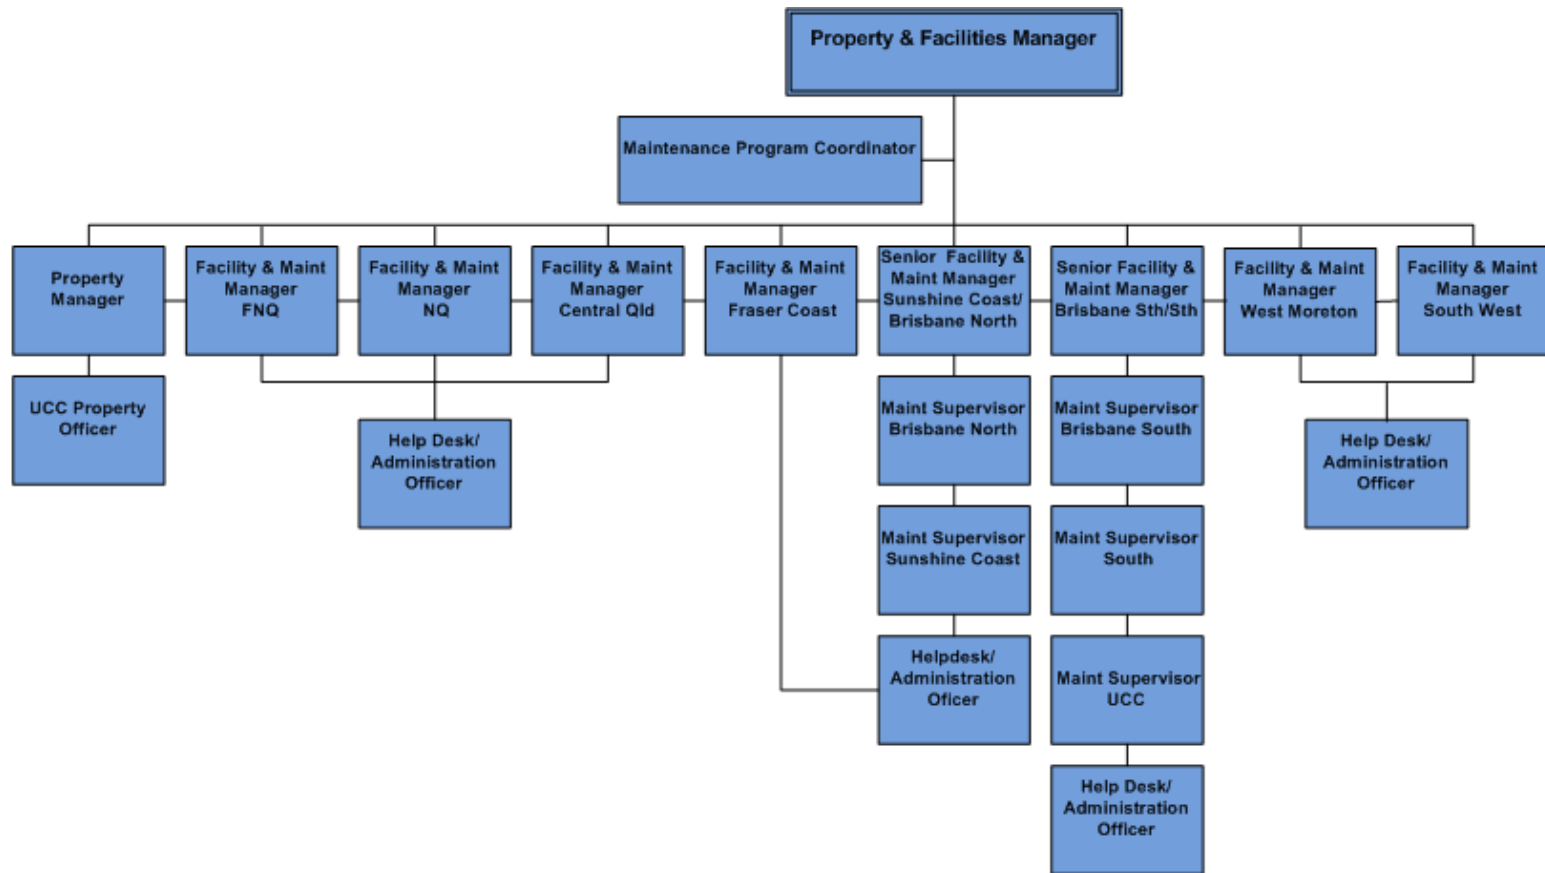 Property & Facilities Manager
Maintenance Program Coordinator
Property
Manager
Facility & Maint
Manager
FNQ
Facility & Maint
Manager
NQ
Facility & Maint
Manager
Central Qld
Facility & Maint
Manager
Fraser Coast
Senior Facility &
Maint Manager
Sunshine Coast/
Brisbane North
Senior Facility &
Maint Manager
Brisbane Sth/Sth
Facility & Maint
Manager
West Moreton
Facility & Maint
Manager
South West
UCC Property
Officer
Help Desk/
Administration
Officer
Maint Supervisor
Brisbane North
Maint Supervisor
Brisbane South
Help Desk/
Administration
Officer
Maint Supervisor
Sunshine Coast
Maint Supervisor
South
Helpdesk/
Administration
Oficer
Maint Supervisor
UCC
Help Desk/
Administration
Officer